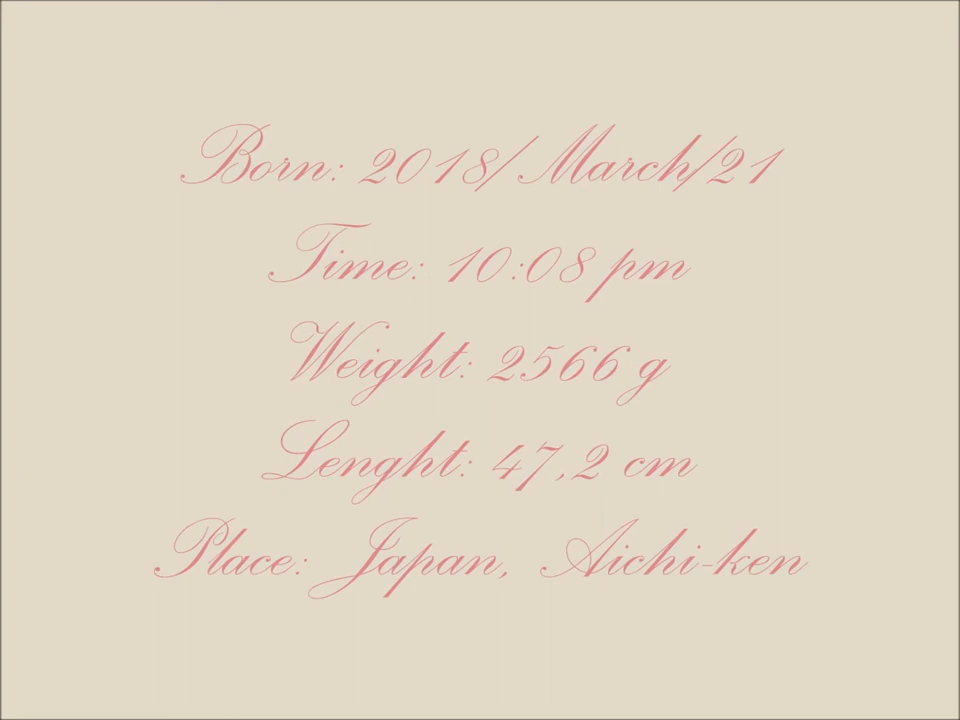 Born: 2018/March/21
Time: 10:08 pm
Weight: 2566 g
Lenght: 47,2 cm
Place: Japan, Aichi-ken